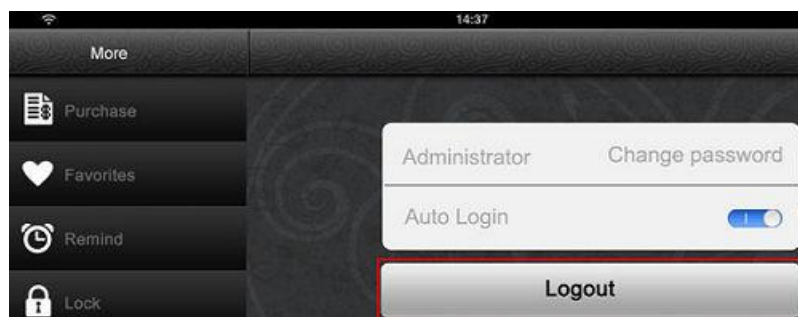 14:37
More
Purchase
Favorites
Remind
Lock
Administrator Change password
Auto Login
Logout